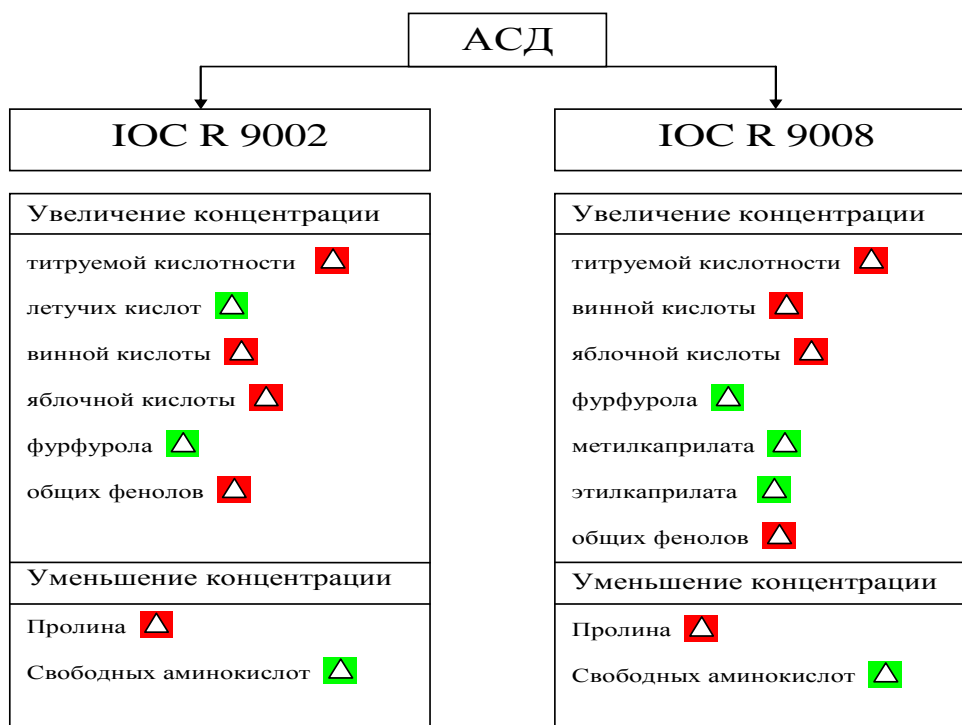 АСД
IOC R 9002
IOC R 9008
Увеличение концентрации
титруемой кислотности
летучих кислот
винной кислоты
яблочной кислоты
фурфурола
общих фенолов
Уменьшение концентрации
Пролина
Свободных аминокислот
Увеличение концентрации
титруемой кислотности
винной кислоты
яблочной кислоты
фурфурола
метилкаприлата
этилкаприлата
общих фенолов
Уменьшение концентрации
Пролина
Свободных аминокислот